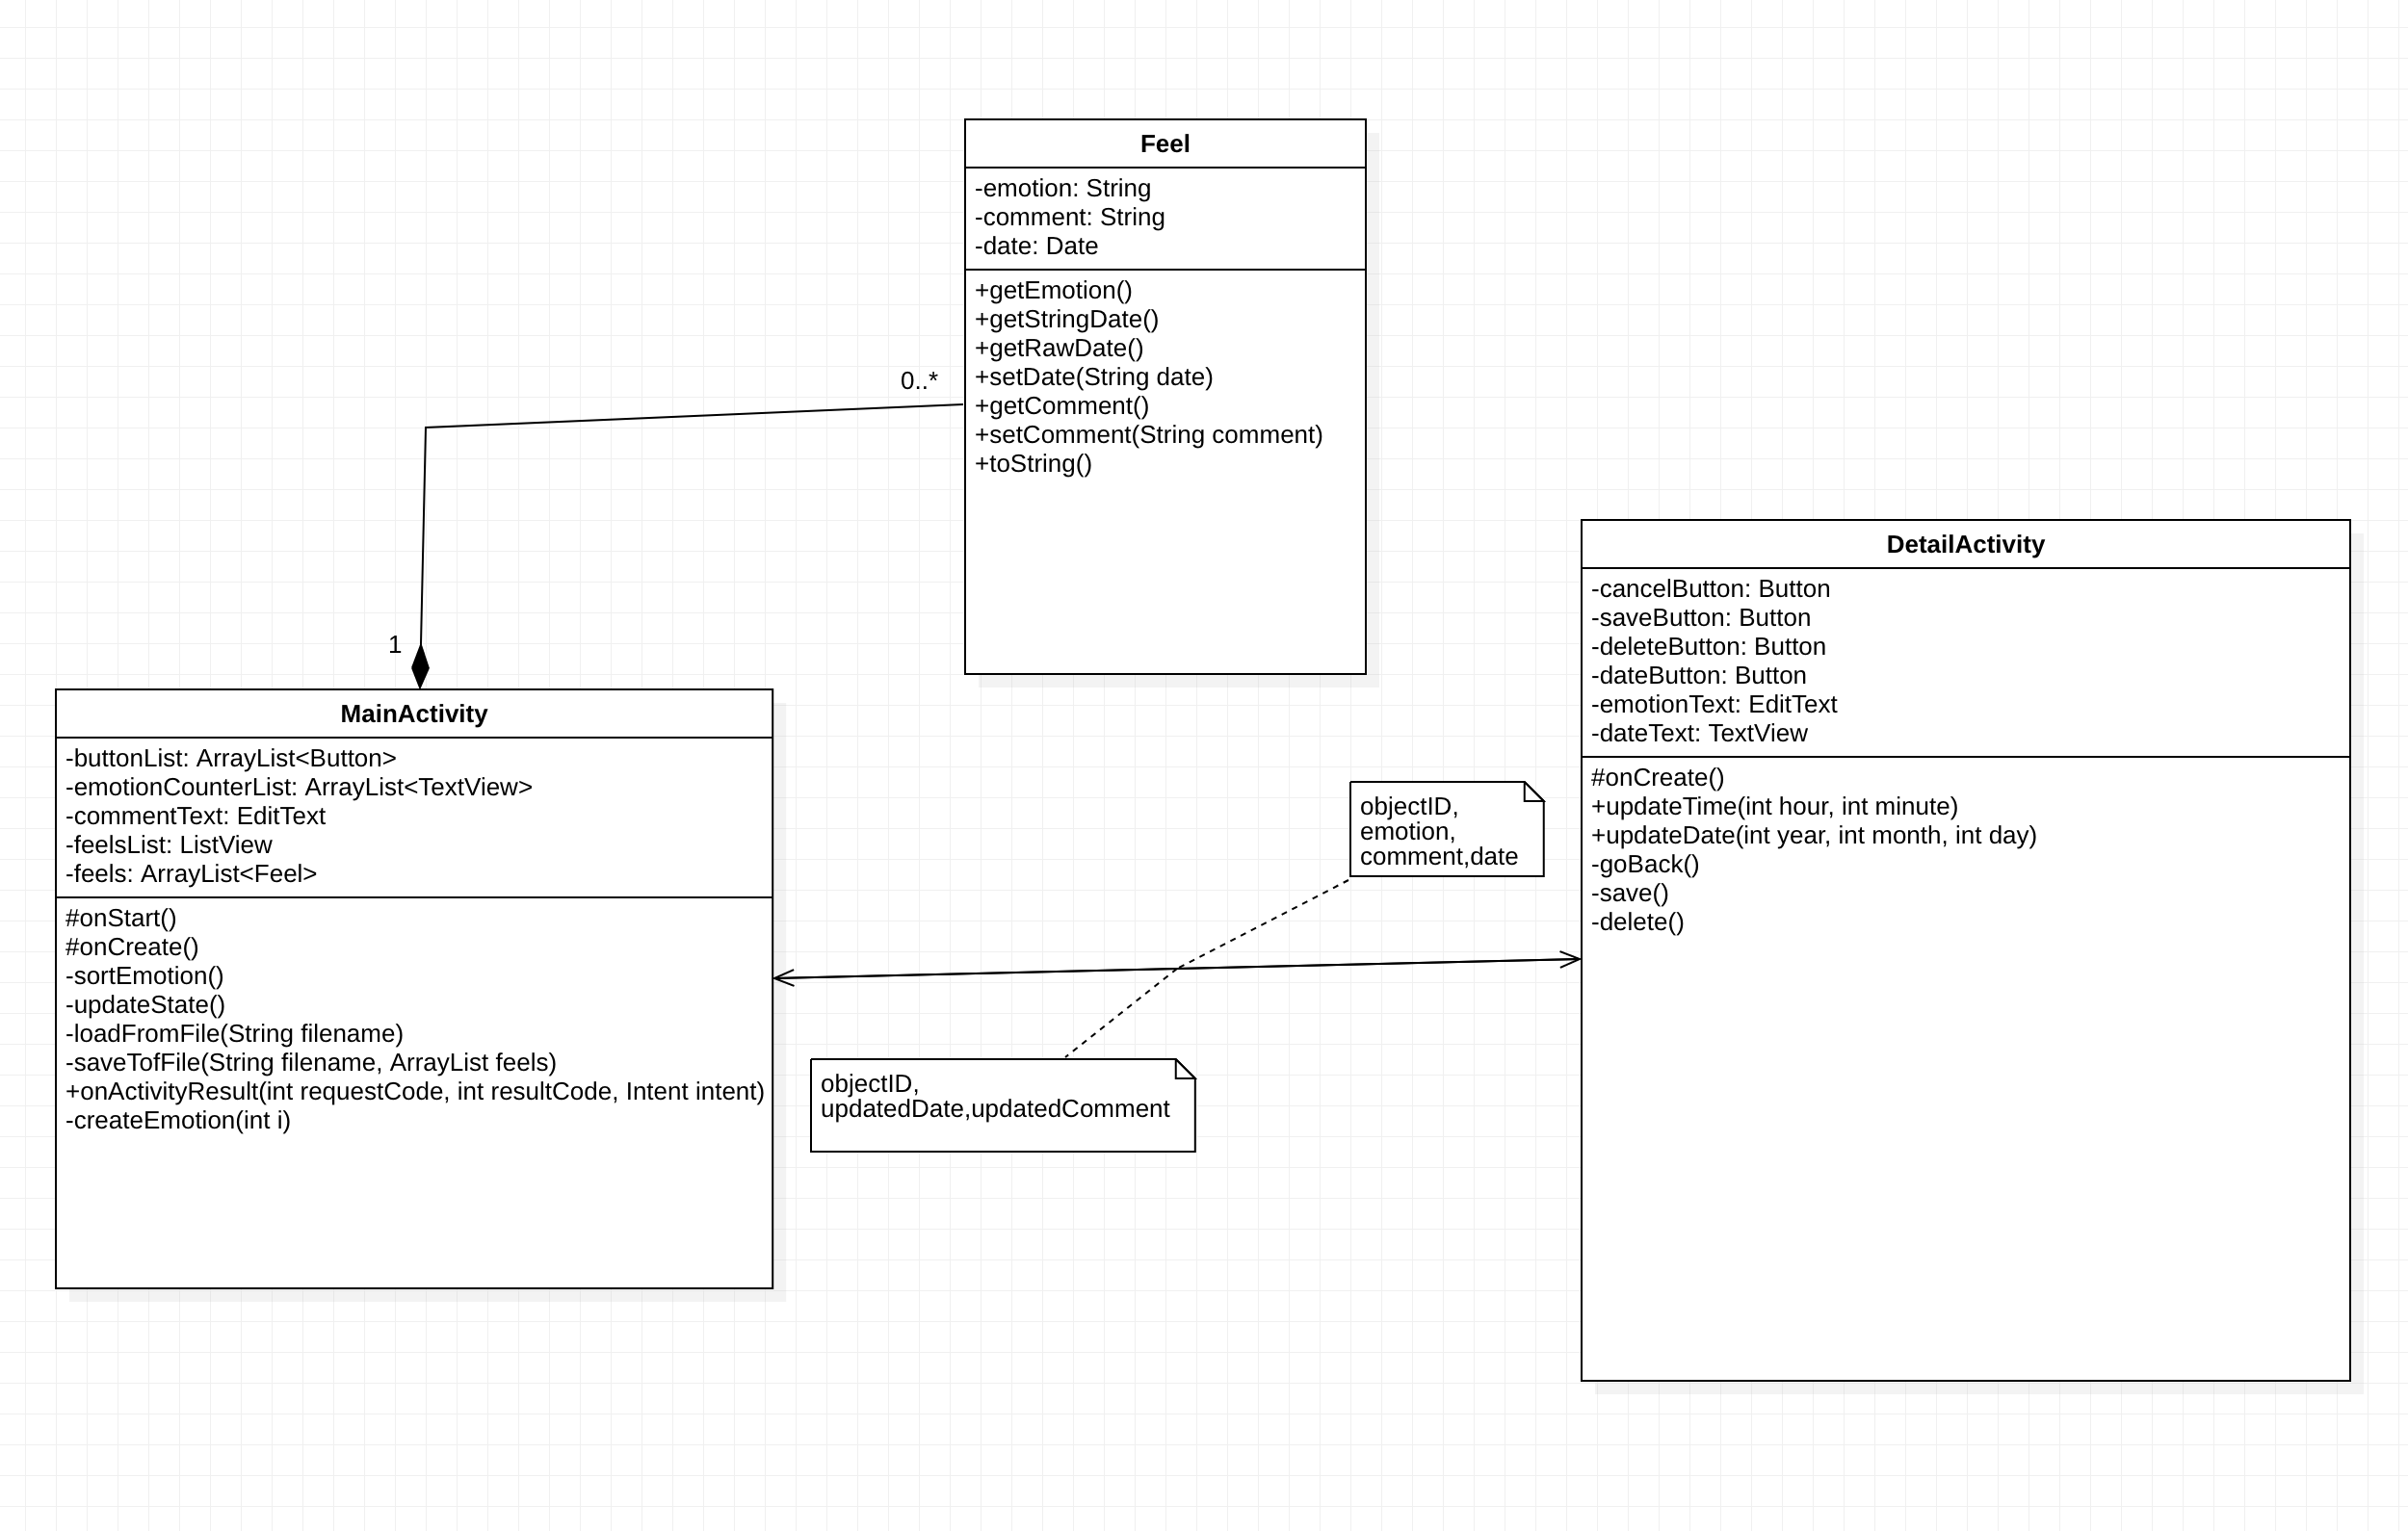 Feel
-emotion: String
-comment: String
-date: Date
+getEmotion()
+getStringDate()
+getRawDate()
+setDate(String date)
+getComment()
+setComment(String comment)
+toString()
0..*
1
MainActivity
-buttonList: ArrayList<Button>
-emotionCounterList: ArrayList<TextView>
-commentText: EditText
-feelsList: ListView
-feels: ArrayList<Feel>
#onStart()
#onCreate()
-sortEmotion()
-updateState()
-loadFromFile(String filename)
-saveTofFile(String filename, ArrayList feels)
+onActivityResult(int requestCode, int resultCode, Intent intent)
-createEmotion(int i)
objectID,
emotion,
comment,date
objectID,
updatedDate,updatedComment
DetailActivity
-cancelButton: Button
-saveButton: Button
-deleteButton: Button
-dateButton: Button
-emotionText: EditText
-dateText: TextView
#onCreate()
+updateTime(int hour, int minute)
+updateDate(int year, int month, int day)
-goBack()
-save()
-delete()